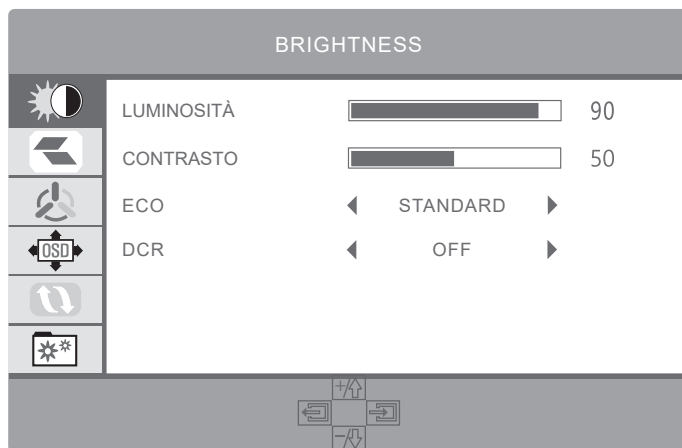 BRIGHTNESS
LUMINOSITÀ 90
CONTRASTO 50
ECO STANDARD
DCR OFF
OSD
+/
-/